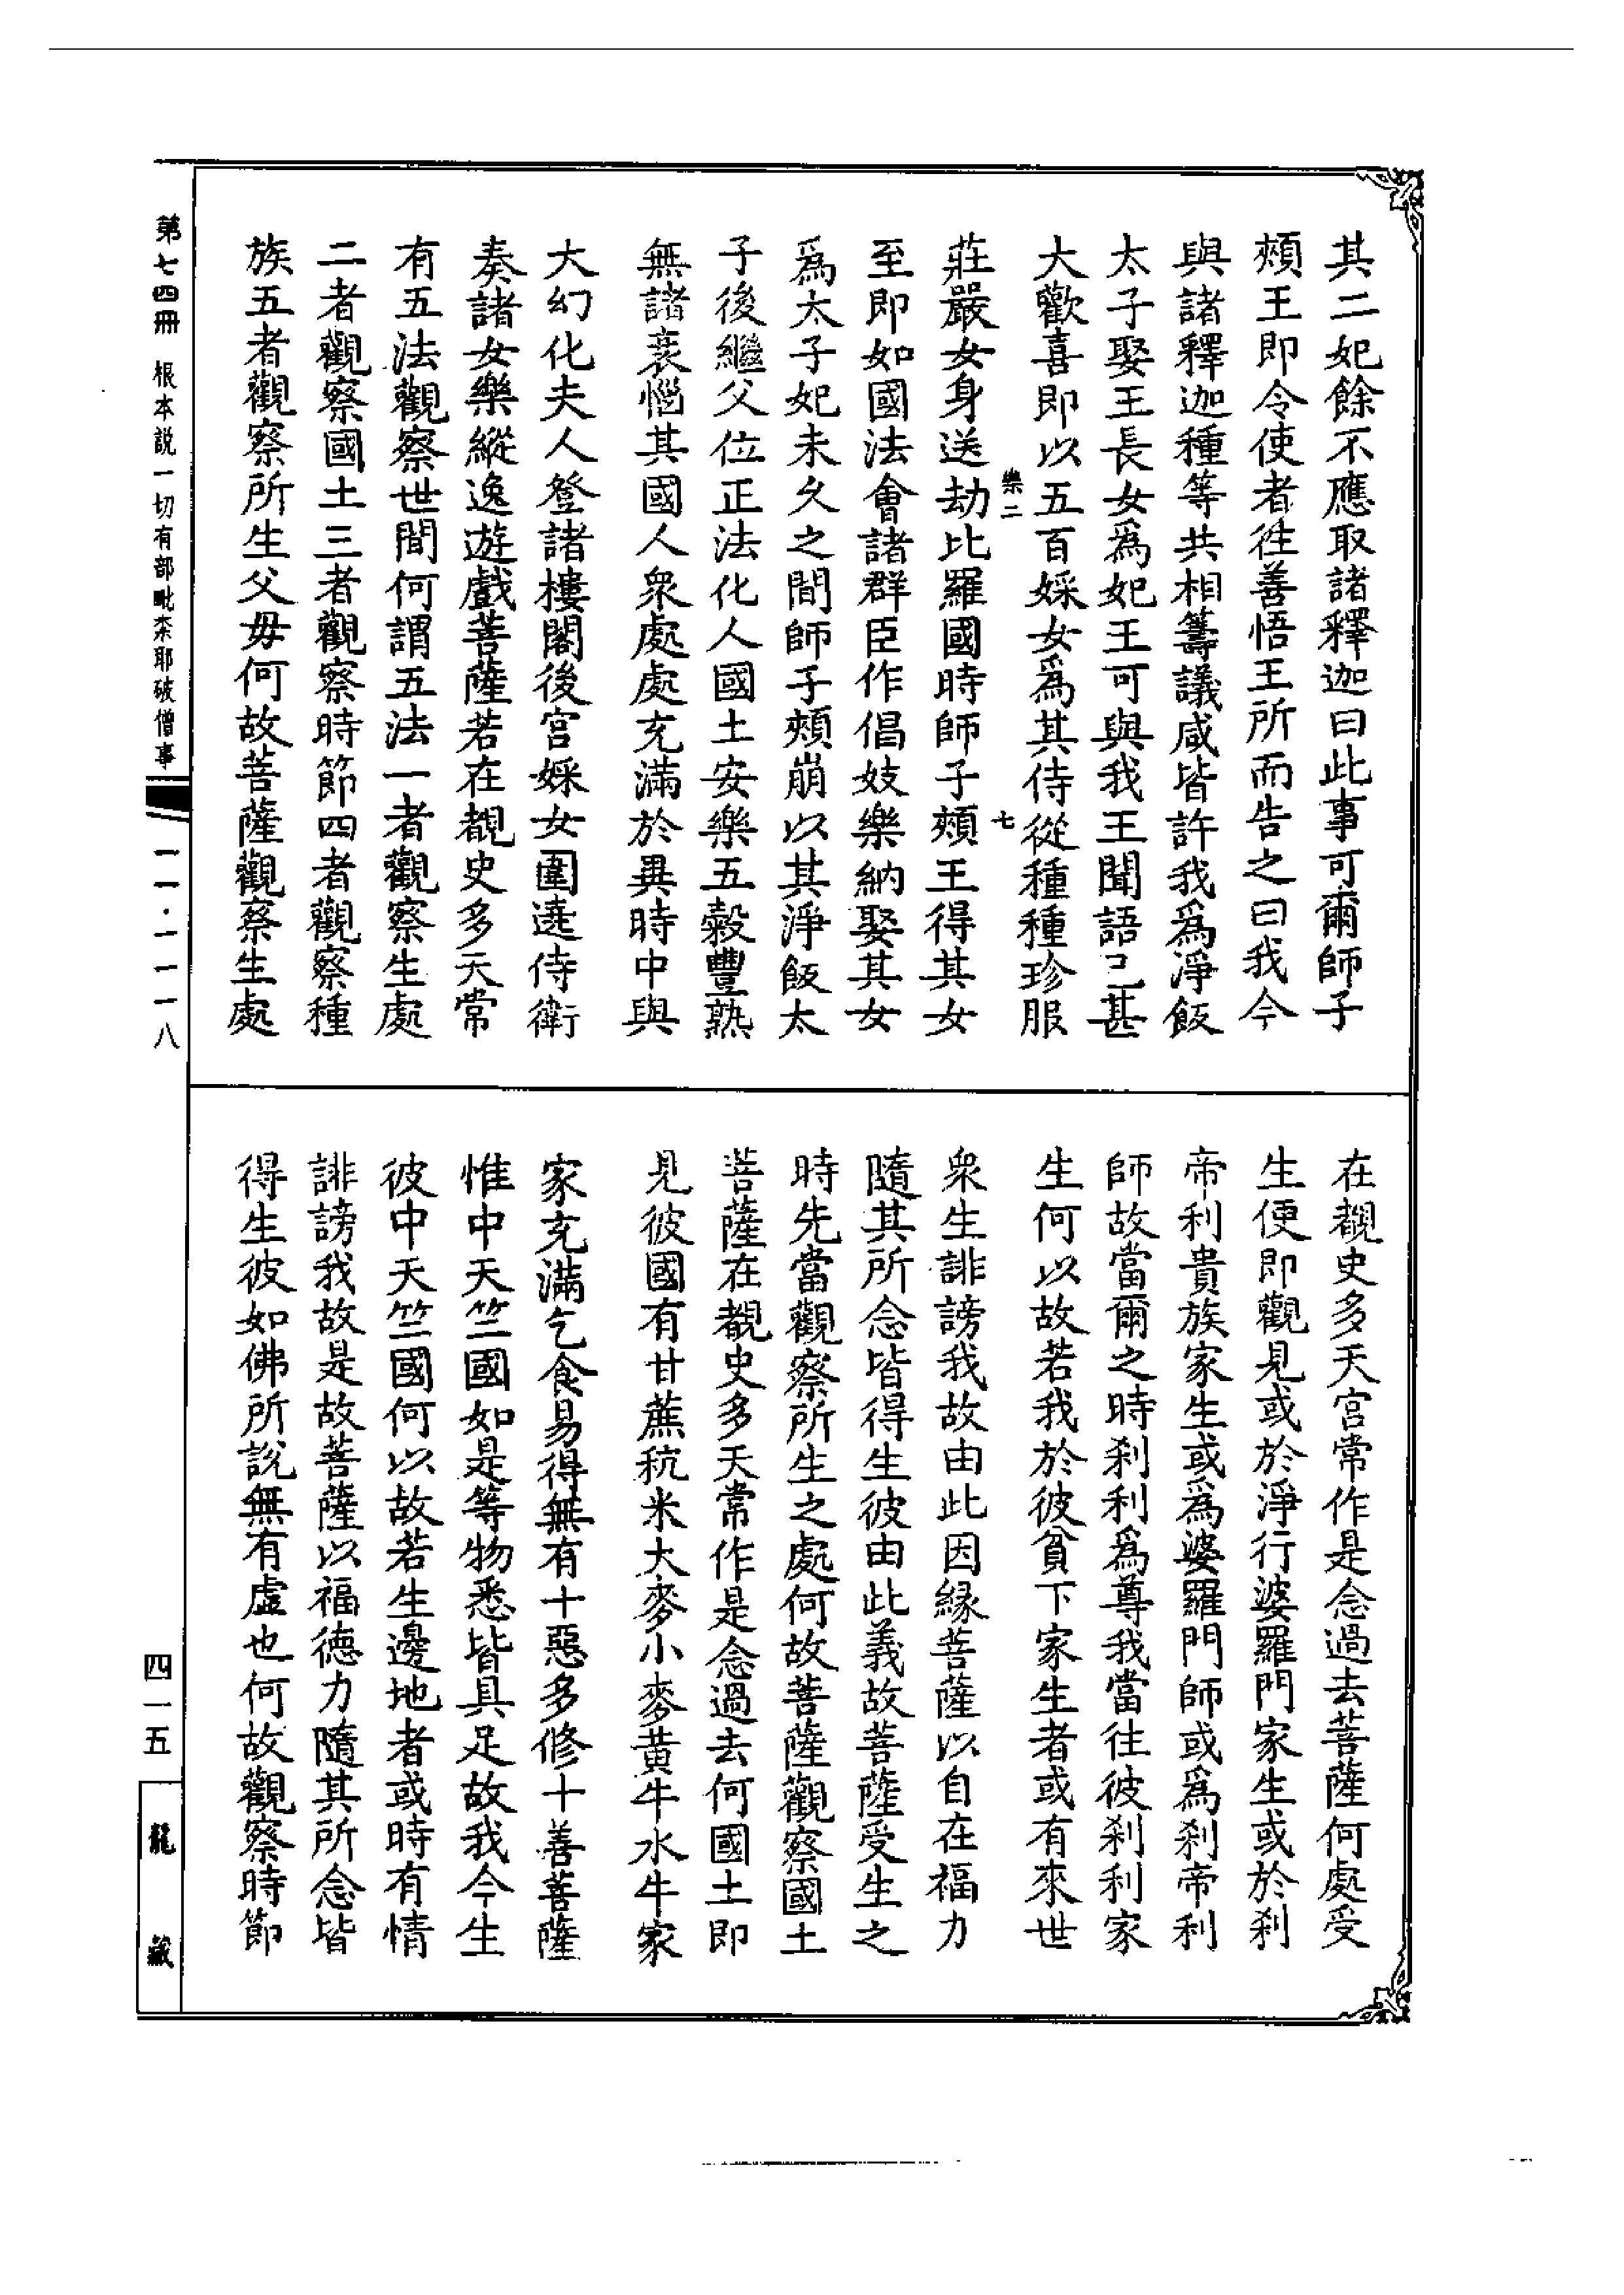 其二妃餘不應取諸釋迦曰此事可爾師子
頰王即令使者往善悟王所而告之曰我今
與諸釋迦種等共相籌議咸皆許我爲淨飯
太子娶王長女爲妃王可與我王聞語已甚
大歡喜即以五百婇女爲其侍從種種珍服
樂二
七
莊嚴女身送劫比羅國時師子頰王得其女
至即如國法會諸群臣作倡妓樂納娶其女
爲太子妃未久之間師子頰崩以其淨飯太
子後繼父位正法化人國土安樂五穀豐熟
無諸衰惱其國人衆處處充滿於異時中與
大幻化夫人登諸樓閣後宮婇女圍遶侍衛
奏諸女樂縱逸遊戲菩薩若在覩史多天常
有五法觀察世間何謂五法一者觀察生處
二者觀察國土三者觀察時節四者觀察種
族五者觀察所生父毋何故菩薩觀察生處
在覩史多天宮常作是念過去菩薩何處受
生便即觀見或於淨行婆羅門家生或於刹
帝利貴族家生或爲婆羅門師或爲刹帝利
師故當爾之時刹利爲尊我當往彼刹利家
生何以故若我於彼貧下家生者或有來世
衆生誹謗我故由此因縁菩薩以自在福力
隨其所念皆得生彼由此義故菩薩受生之
時先當觀察所生之處何故菩薩觀察國土
菩薩在覩史多天常作是念過去何國土即
見彼國有甘蔗秔米大麥小麥黄牛水牛家
家充滿乞食易得無有十惡多修十善菩薩
惟中天竺國如是等物悉皆具足故我今生
彼中天竺國何以故若生邊地者或時有情
誹謗我故是故菩薩以福德力隨其所念皆
得生彼如佛所說無有虛也何故觀察時節
第七四冊 根本説一切有部毗柰耶破僧事
一一·一一一八
四一五
龍藏